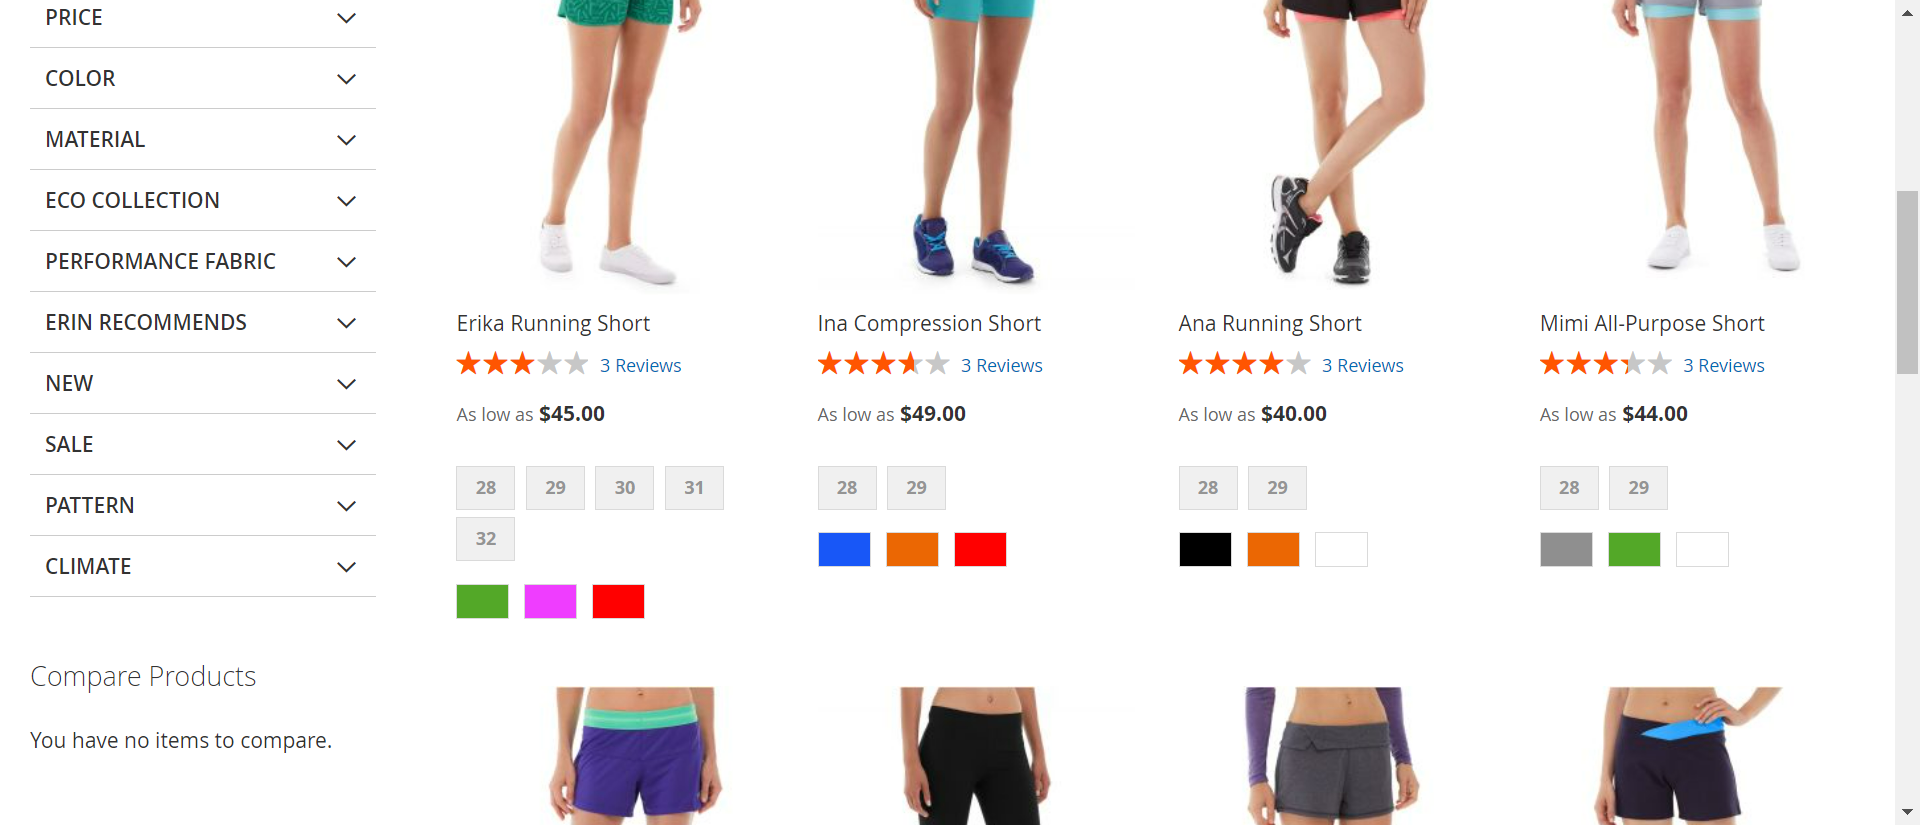 PRICE
COLOR
MATERIAL
ECO COLLECTION
PERFORMANCE FABRIC
ERIN RECOMMENDS
NEW
SALE
PATTERN
CLIMATE
Compare Products
You have no items to compare.
Erika Running Short
3 Reviews
As low as $45.00
28 29 30 31
32
Ina Compression Short
3 Reviews
As low as $49.00
28 29
Ana Running Short
3 Reviews
As low as $40.00
28 29
Mimi All-Purpose Short
3 Reviews
As low as $44.00
28 29